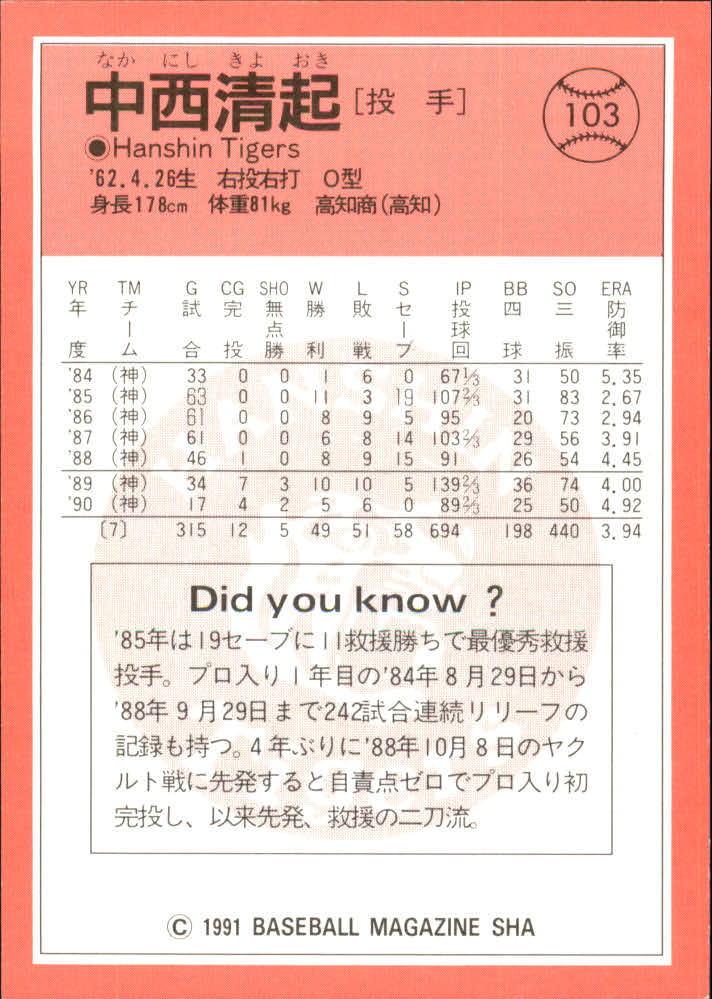 なか にし きよ おき
中西清起[投 手]
103
●Hanshin Tigers
'62.4.26生 右投右打 O型
身長178cm 体重81kg 高知商(高知)
YR TM G CG SHO W L S IP BB SO ERA
年度 チーム 試合 完投 無点勝 勝利 敗戦 セーブ 投球回 四球 三振 防御率
'84 (神) 33 0 0 1 6 0 67⅓ 31 50 5.35
'85 (神) 63 0 0 11 3 19 107⅔ 31 83 2.67
'86 (神) 61 0 0 8 9 5 95 20 73 2.94
'87 (神) 61 0 0 6 8 14 103⅔ 29 56 3.91
'88 (神) 46 1 0 8 9 15 91 26 54 4.45
'89 (神) 34 7 3 10 10 5 139⅔ 36 74 4.00
'90 (神) 17 4 2 5 6 0 89⅔ 25 50 4.92
〔7〕 315 12 5 49 51 58 694 198 440 3.94
Did you know ?
'85年は19セーブに11救援勝ちで最優秀救援
投手。プロ入り1年目の'84年8月29日から
'88年9月29日まで242試合連続リリーフの
記録も持つ。4年ぶりに'88年10月8日のヤク
ルト戦に先発すると自責点ゼロでプロ入り初
完投し、以来先発、救援の二刀流。
© 1991 BASEBALL MAGAZINE SHA